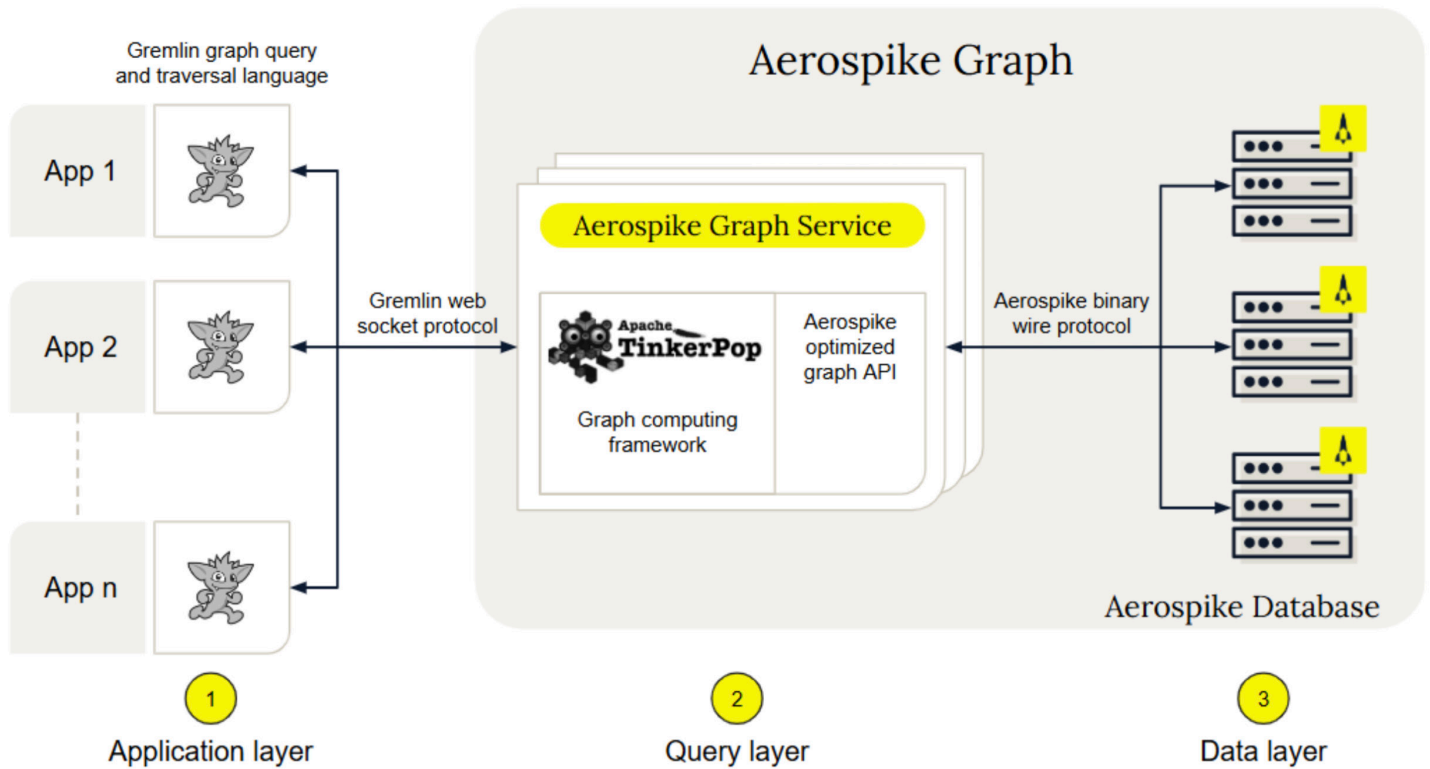 Gremlin graph query
and traversal language
App 1
App 2
App n
Gremlin web
socket protocol
Aerospike Graph
Aerospike Graph Service
Apache
TinkerPop
Graph computing
framework
Aerospike
optimized
graph API
Aerospike binary
wire protocol
Aerospike Database
1
Application layer
2
Query layer
3
Data layer